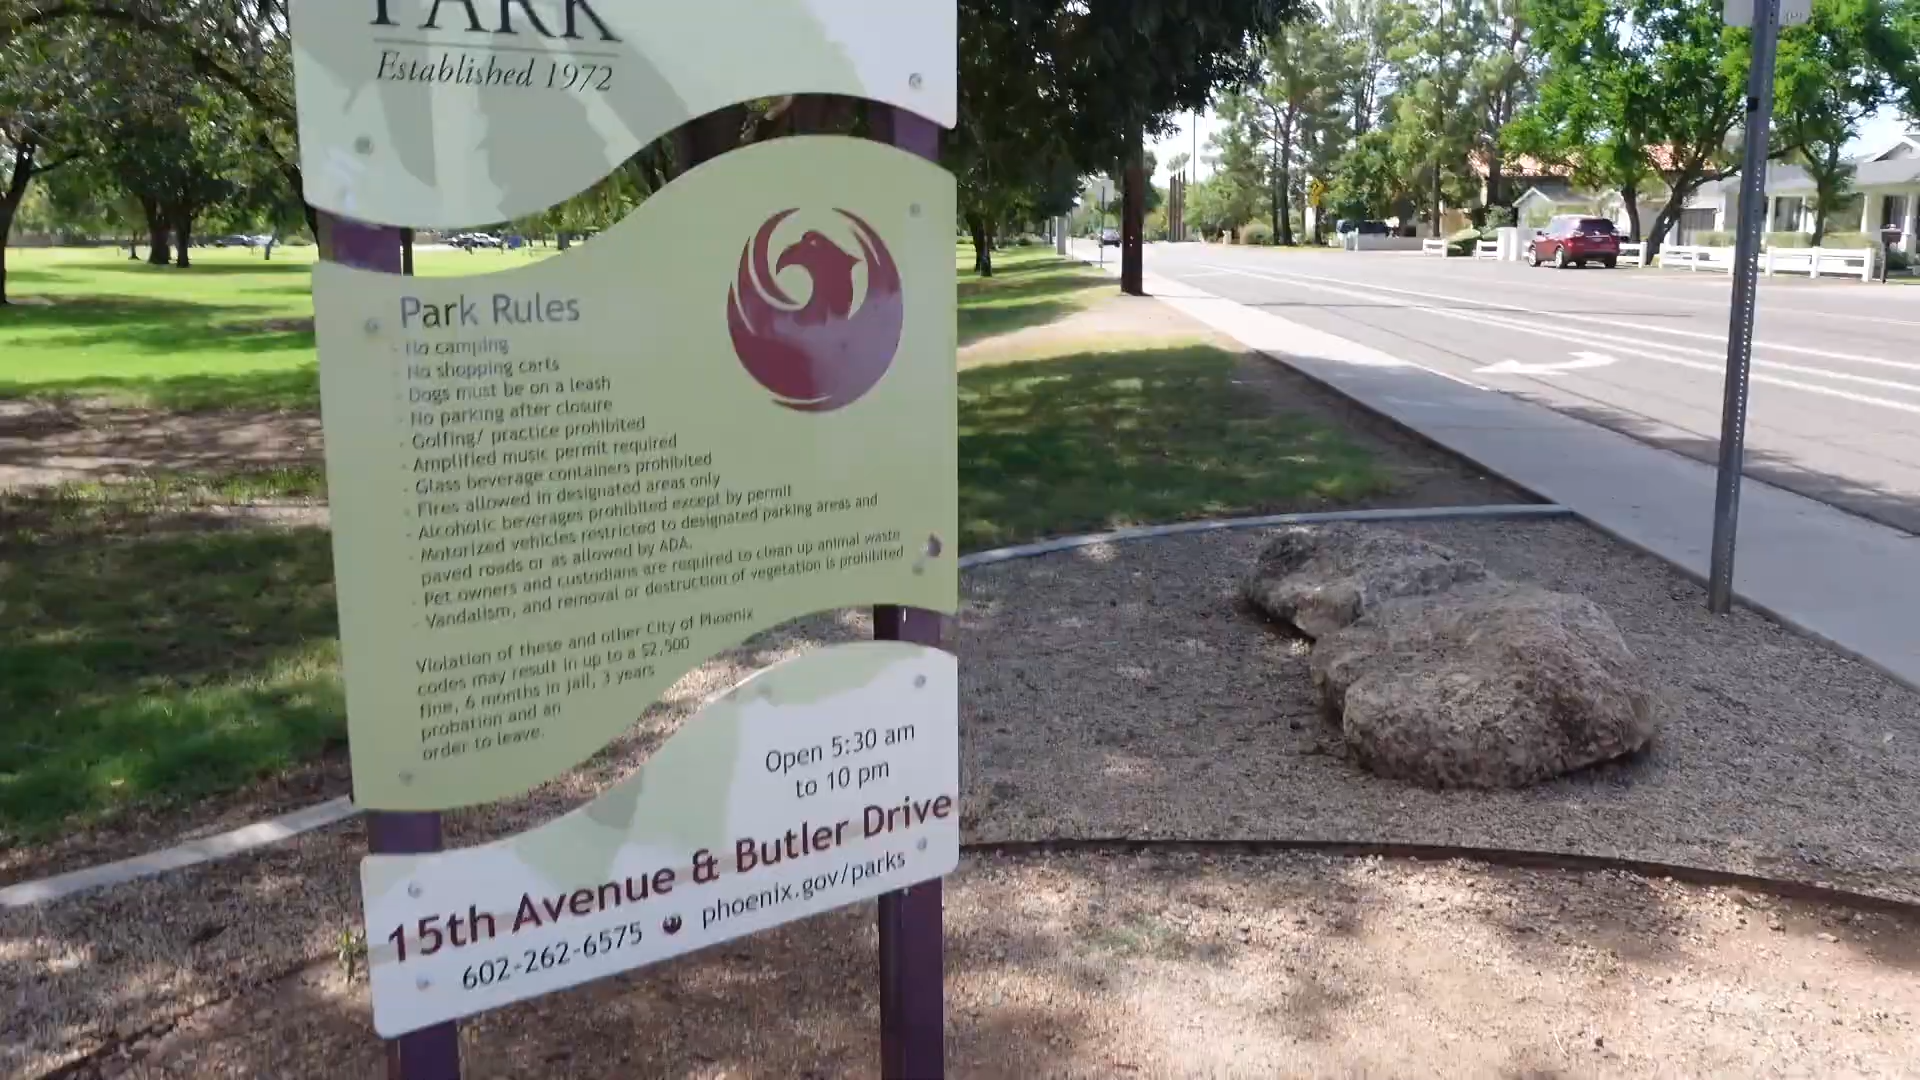 PARK
Established 1972
Park Rules
- No camping
- No shopping carts
- Dogs must be on a leash
- No parking after closure
- Golfing/ practice prohibited
- Amplified music permit required
- Glass beverage containers prohibited
- Fires allowed in designated areas only
- Alcoholic beverages prohibited except by permit
- Motorized vehicles restricted to designated parking areas and
paved roads or as allowed by ADA.
- Pet owners and custodians are required to clean up animal waste
- Vandalism, and removal or destruction of vegetation is prohibited
Violation of these and other City of Phoenix
codes may result in up to a $2,500
fine, 6 months in jail, 3 years
probation and an
order to leave.
Open 5:30 am
to 10 pm
15th Avenue & Butler Drive
602-262-6575 phoenix.gov/parks